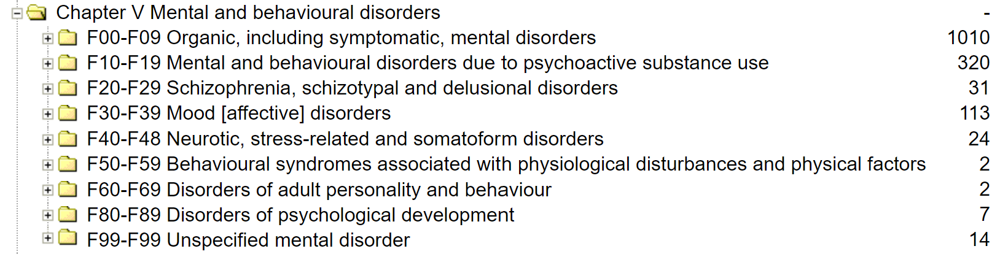 Chapter V Mental and behavioural disorders -
F00-F09 Organic, including symptomatic, mental disorders 1010
F10-F19 Mental and behavioural disorders due to psychoactive substance use 320
F20-F29 Schizophrenia, schizotypal and delusional disorders 31
F30-F39 Mood [affective] disorders 113
F40-F48 Neurotic, stress-related and somatoform disorders 24
F50-F59 Behavioural syndromes associated with physiological disturbances and physical factors 2
F60-F69 Disorders of adult personality and behaviour 2
F80-F89 Disorders of psychological development 7
F99-F99 Unspecified mental disorder 14